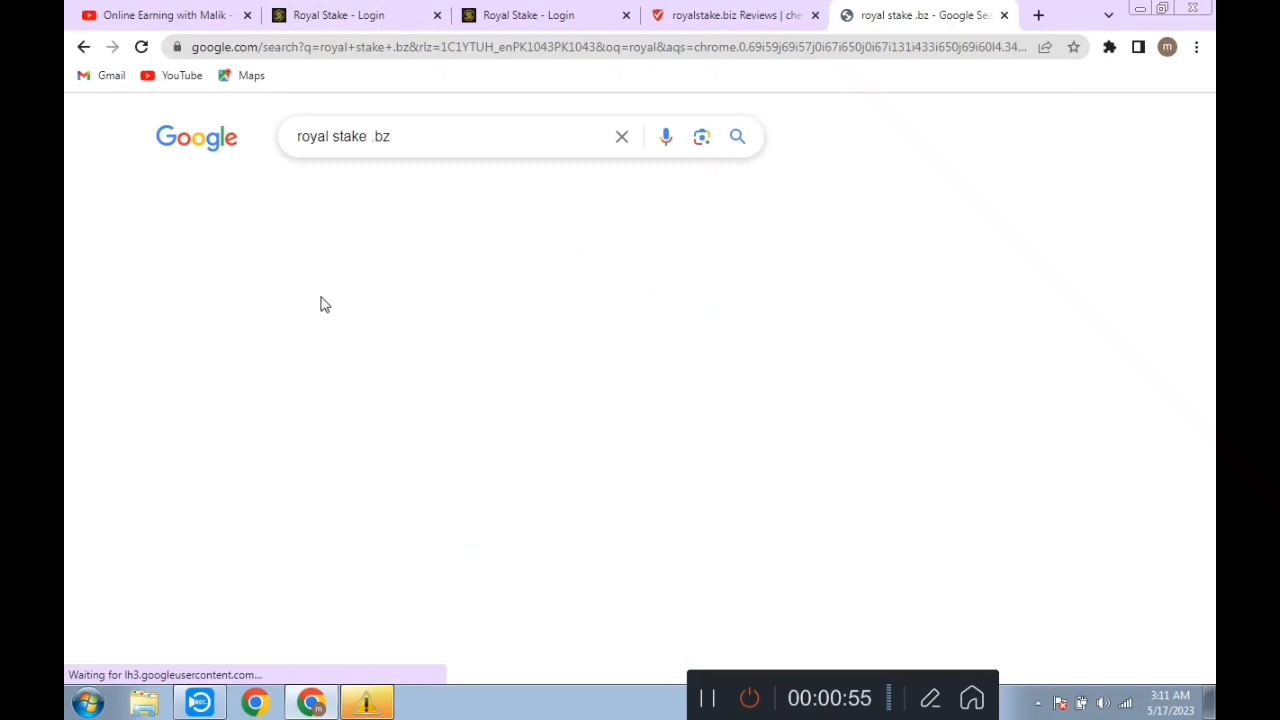 Online Earning with Malik -
Royal Stake - Login
Royal Stake - Login
royalstake.biz Reviews | che
royal stake .bz - Google Sea
google.com/search?q=royal+stake+.bz&rlz=1C1YTUH_enPK1043PK1043&oq=royal&aqs=chrome.0.69i59j69i57j0i67i650j0i67i131i433i650j69i60l4.34...
m
Gmail
YouTube
Maps
Google
royal stake .bz
Waiting for lh3.googleusercontent.com...
REC
m
00:00:55
3:11 AM
5/17/2023